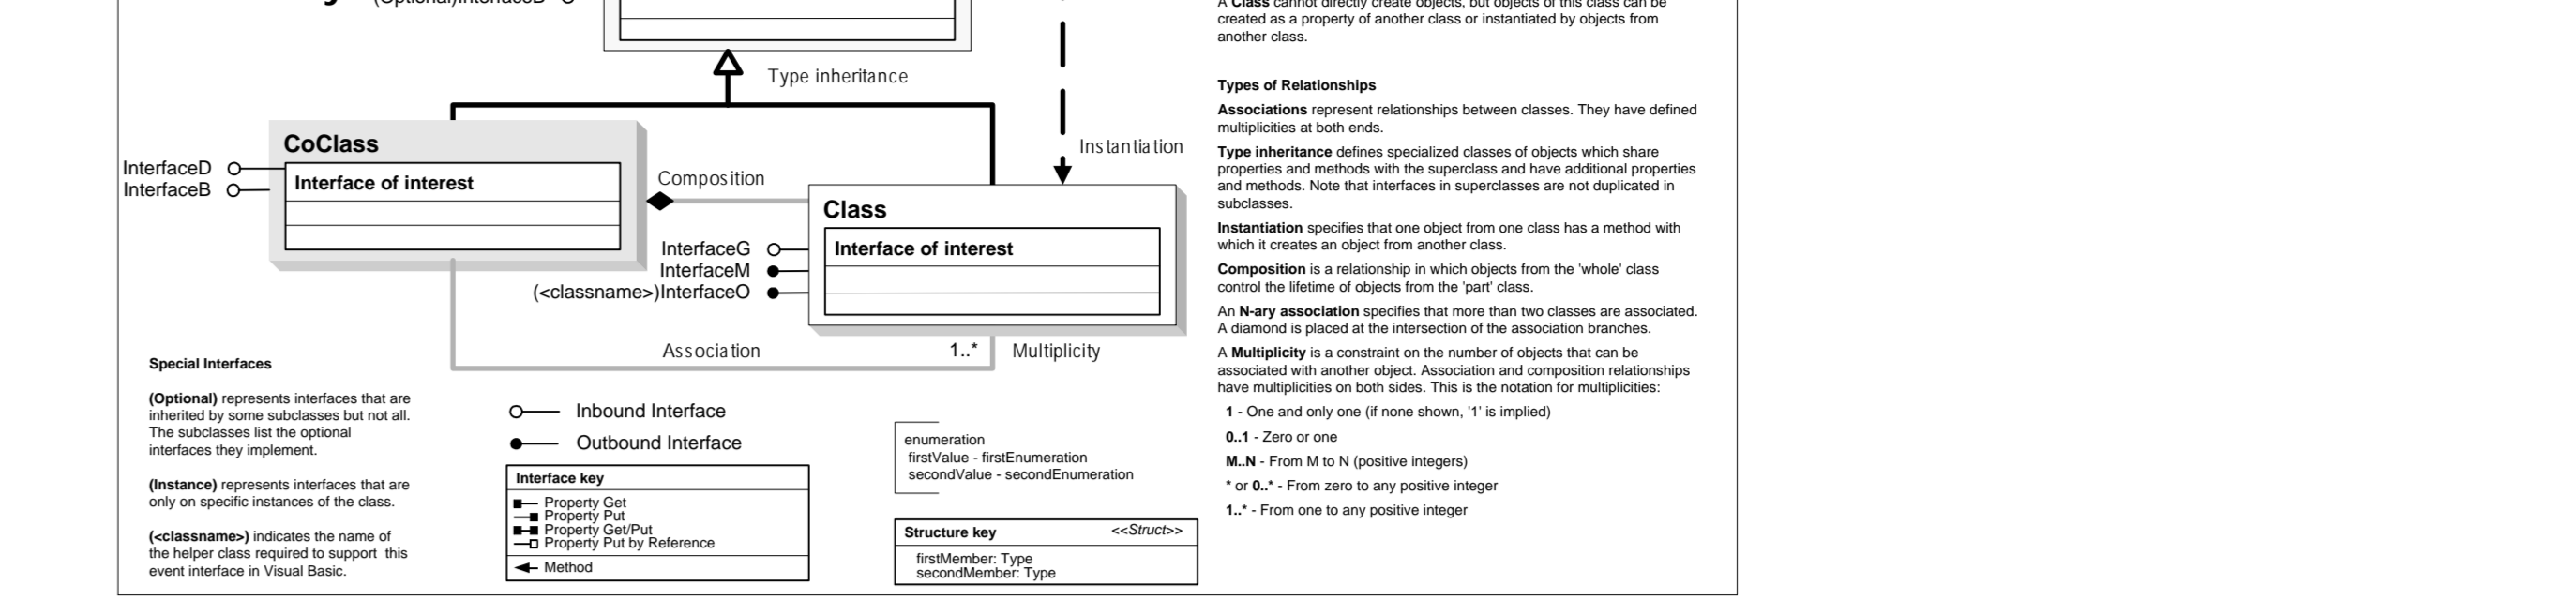 (Optional)InterfaceB
A Class cannot directly create objects, but objects of this class can be
created as a property of another class or instantiated by objects from
another class.
Type inheritance
CoClass
InterfaceD
InterfaceB
Interface of interest
Composition
Instantiation
Class
InterfaceG
InterfaceM
(<classname>)InterfaceO
Interface of interest
Association
1..*
Multiplicity
Types of Relationships
Associations represent relationships between classes. They have defined
multiplicities at both ends.
Type inheritance defines specialized classes of objects which share
properties and methods with the superclass and have additional properties
and methods. Note that interfaces in superclasses are not duplicated in
subclasses.
Instantiation specifies that one object from one class has a method with
which it creates an object from another class.
Composition is a relationship in which objects from the 'whole' class
control the lifetime of objects from the 'part' class.
An N-ary association specifies that more than two classes are associated.
A diamond is placed at the intersection of the association branches.
A Multiplicity is a constraint on the number of objects that can be
associated with another object. Association and composition relationships
have multiplicities on both sides. This is the notation for multiplicities:
1 - One and only one (if none shown, '1' is implied)
0..1 - Zero or one
M..N - From M to N (positive integers)
* or 0..* - From zero to any positive integer
1..* - From one to any positive integer
Special Interfaces
(Optional) represents interfaces that are
inherited by some subclasses but not all.
The subclasses list the optional
interfaces they implement.
(Instance) represents interfaces that are
only on specific instances of the class.
(<classname>) indicates the name of
the helper class required to support this
event interface in Visual Basic.
Inbound Interface
Outbound Interface
Interface key
Property Get
Property Put
Property Get/Put
Property Put by Reference
Method
enumeration
firstValue - firstEnumeration
secondValue - secondEnumeration
Structure key <<Struct>>
firstMember: Type
secondMember: Type